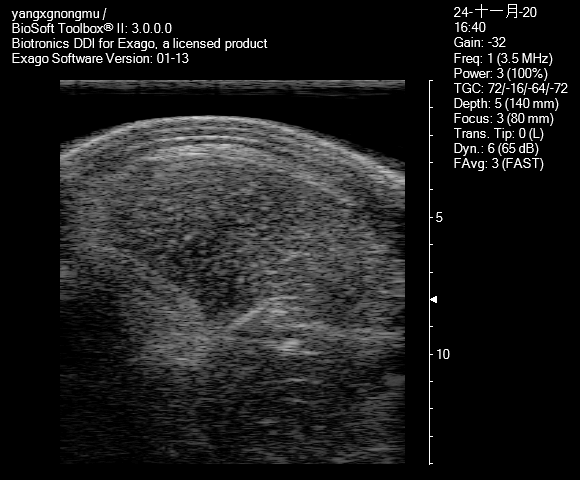 yangxgnongmu /
BioSoft Toolbox® II: 3.0.0.0
Biotronics DDI for Exago, a licensed product
Exago Software Version: 01-13
24-十一月-20
16:40
Gain: -32
Freq: 1 (3.5 MHz)
Power: 3 (100%)
TGC: 72/-16/-64/-72
Depth: 5 (140 mm)
Focus: 3 (80 mm)
Trans. Tip: 0 (L)
Dyn.: 6 (65 dB)
FAvg: 3 (FAST)
5
10